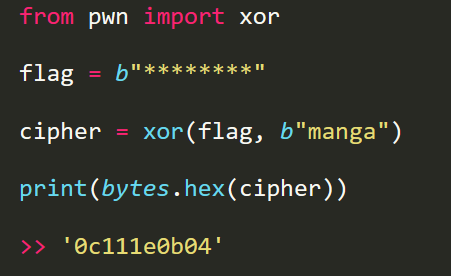 from pwn import xor
flag = b"********"
cipher = xor(flag, b"manga")
print(bytes.hex(cipher))
>> '0c111e0b04'